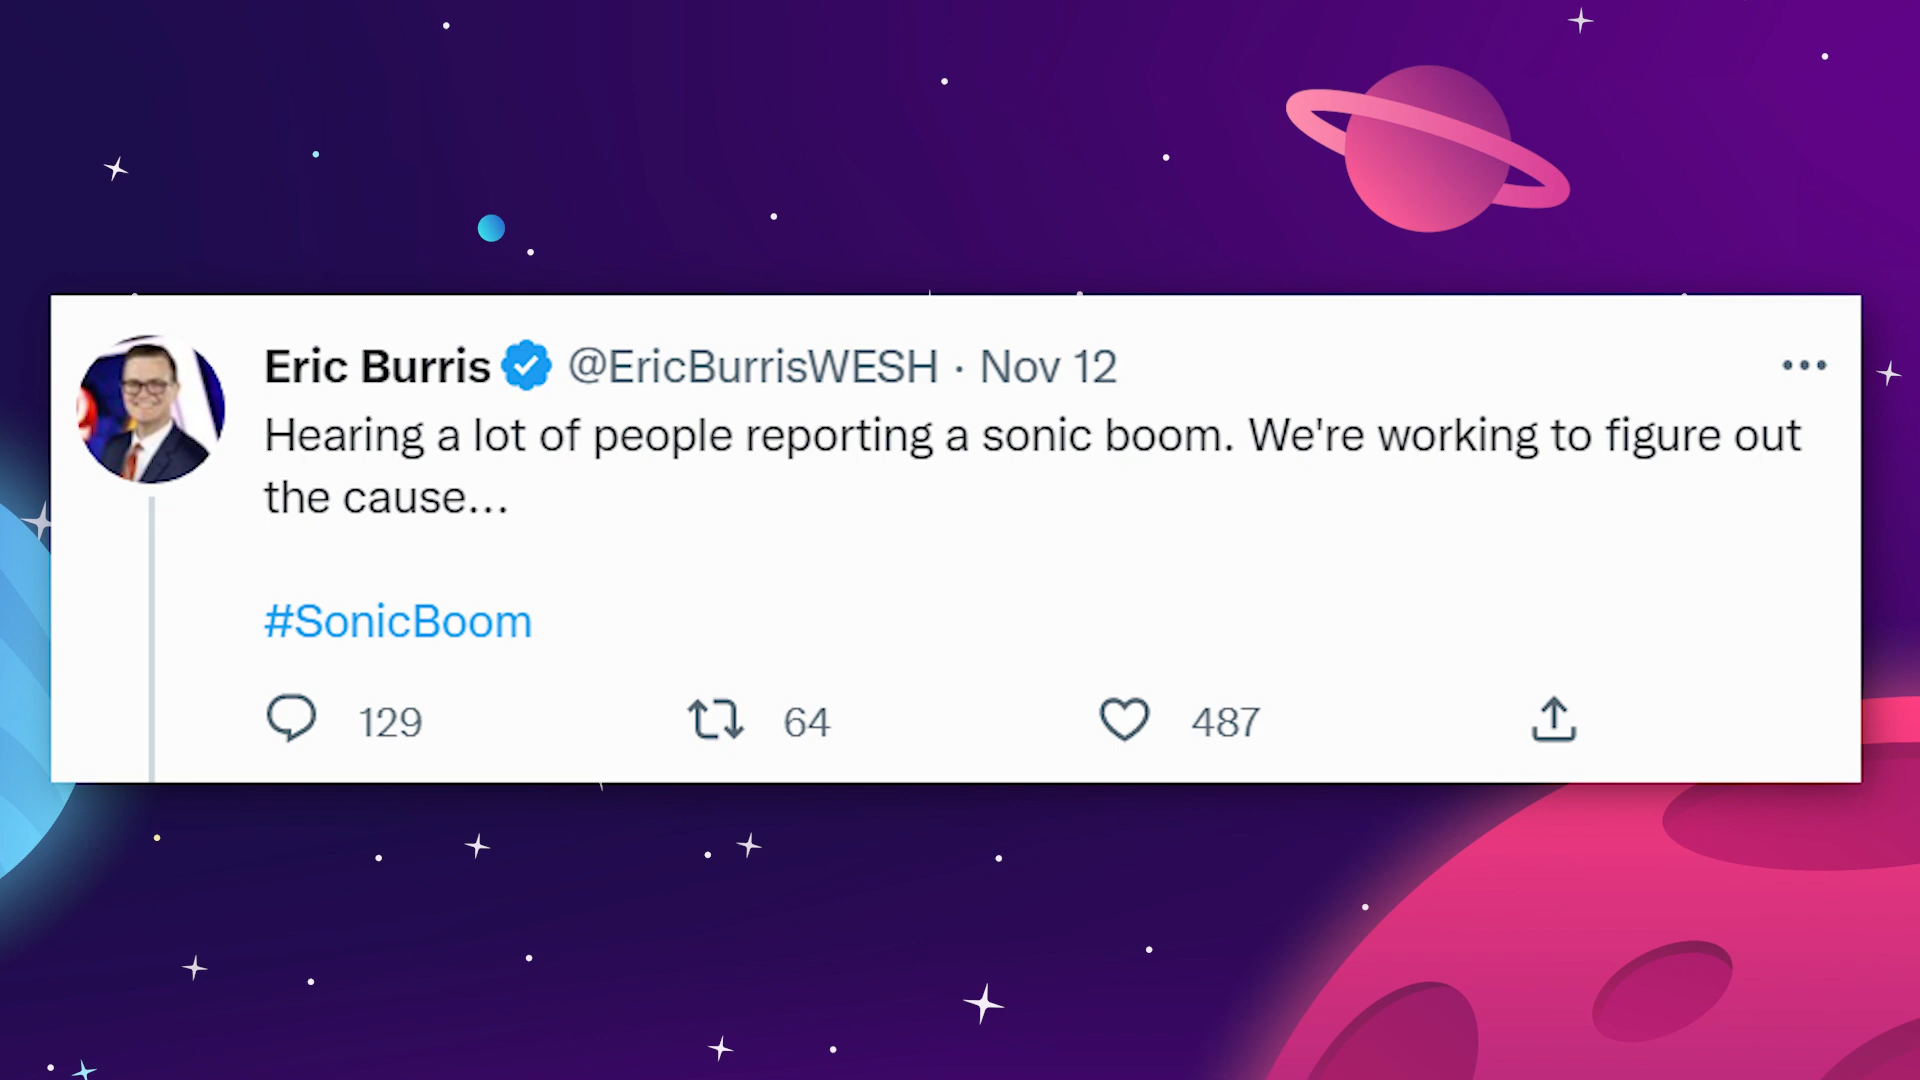 Eric Burris @EricBurrisWESH · Nov 12
Hearing a lot of people reporting a sonic boom. We're working to figure out
the cause...
#SonicBoom
129 64 487